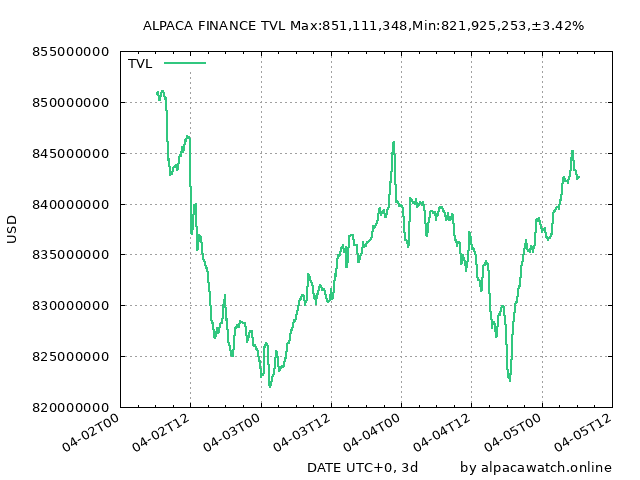 ALPACA FINANCE TVL Max:851,111,348,Min:821,925,253,±3.42%
855000000
TVL
850000000
845000000
840000000
835000000
830000000
825000000
820000000
USD
04-02T00
04-02T12
04-03T00
04-03T12
04-04T00
04-04T12
04-05T00
04-05T12
DATE UTC+0, 3d
by alpacawatch.online